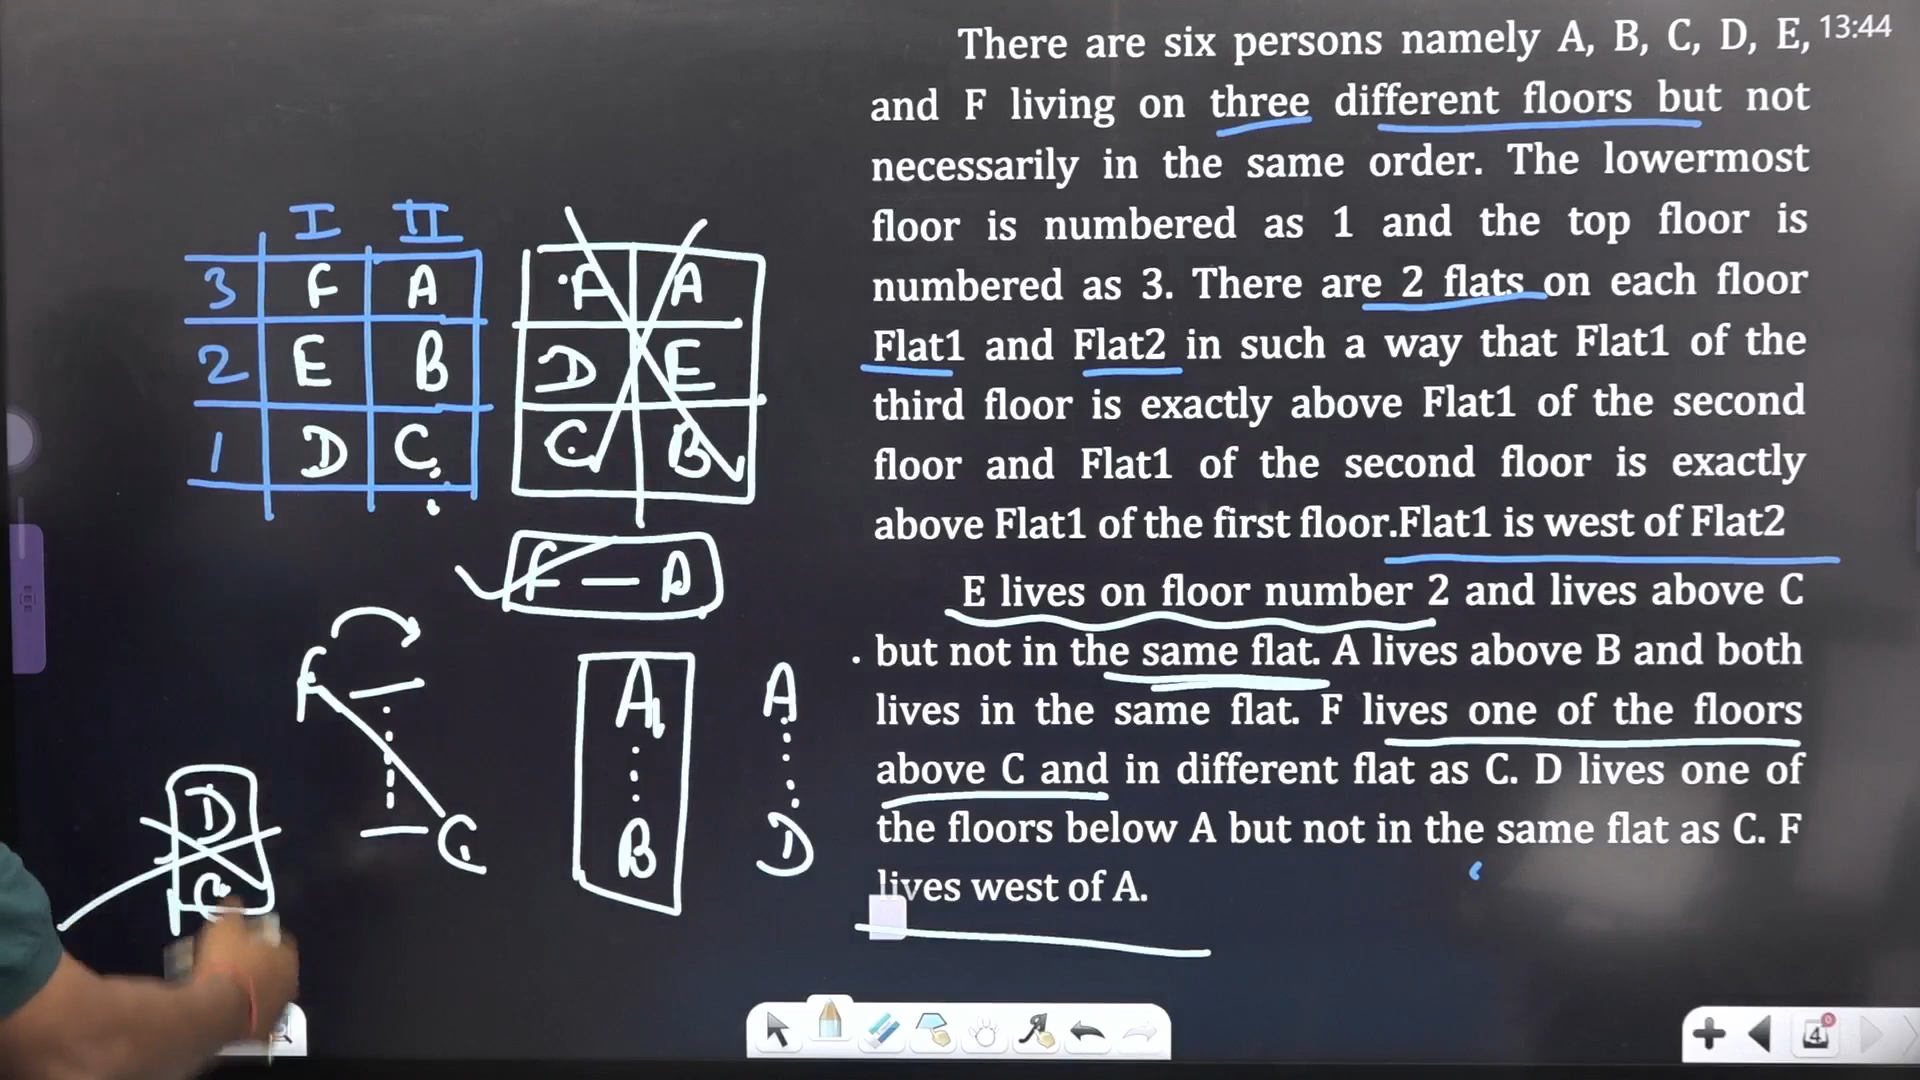 There are six persons namely A, B, C, D, E,
13:44
and F living on three different floors but not
necessarily in the same order. The lowermost
floor is numbered as 1 and the top floor is
numbered as 3. There are 2 flats on each floor
Flat1 and Flat2 in such a way that Flat1 of the
third floor is exactly above Flat1 of the second
floor and Flat1 of the second floor is exactly
above Flat1 of the first floor.Flat1 is west of Flat2
E lives on floor number 2 and lives above C
but not in the same flat. A lives above B and both
lives in the same flat. F lives one of the floors
above C and in different flat as C. D lives one of
the floors below A but not in the same flat as C. F
lives west of A.
I II
3 F A
2 E B
1 D C
A
D E
C B
F
C
A
B
A
D
D
C
4
0